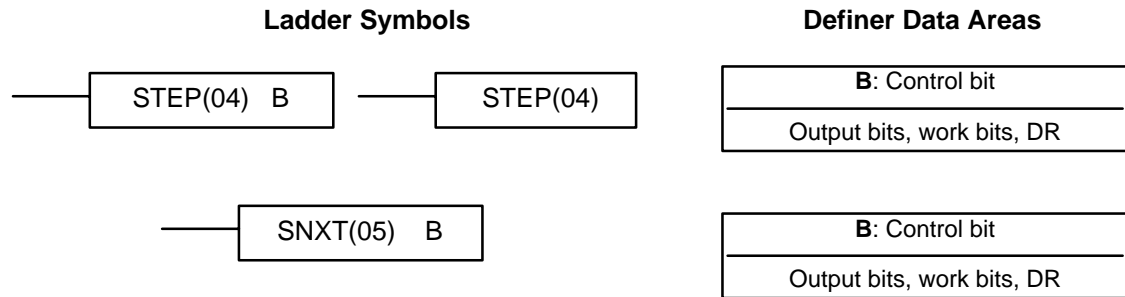 Ladder Symbols
Definer Data Areas
STEP(04) B
STEP(04)
B: Control bit
Output bits, work bits, DR
SNXT(05) B
B: Control bit
Output bits, work bits, DR